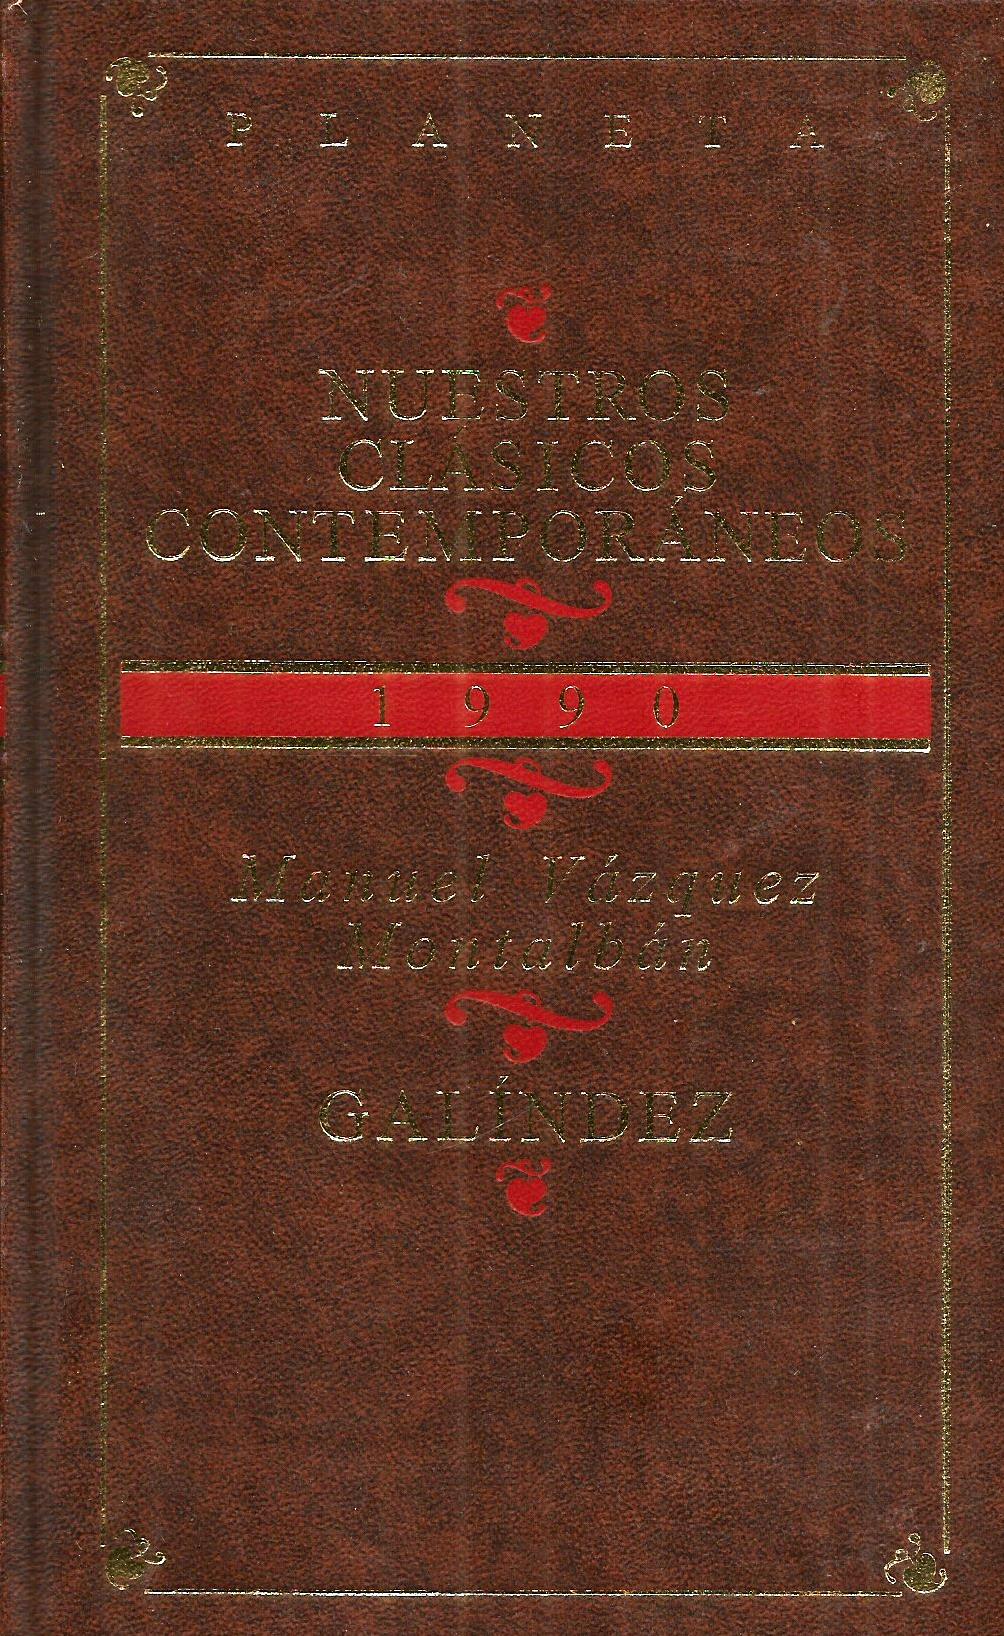 PLANETA
NUESTROS
CLÁSICOS
CONTEMPORÁNEOS
1990
Manuel Vázquez
Montalbán
GALÍNDEZ